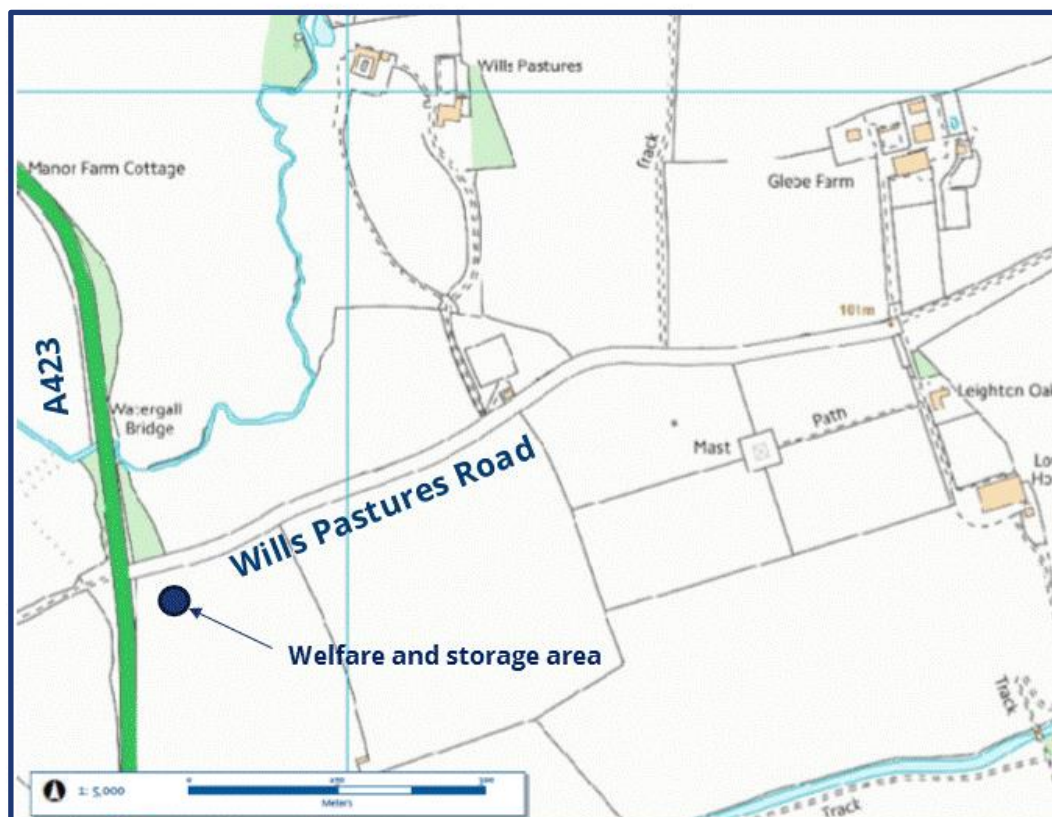 Wills Pastures
Manor Farm Cottage
Track
Glebe Farm
101m
A423
Watergall
Bridge
Leighton Oak
Path
Mast
Wills Pastures Road
Welfare and storage area
Track
1: 5,000
0
Meters
Track